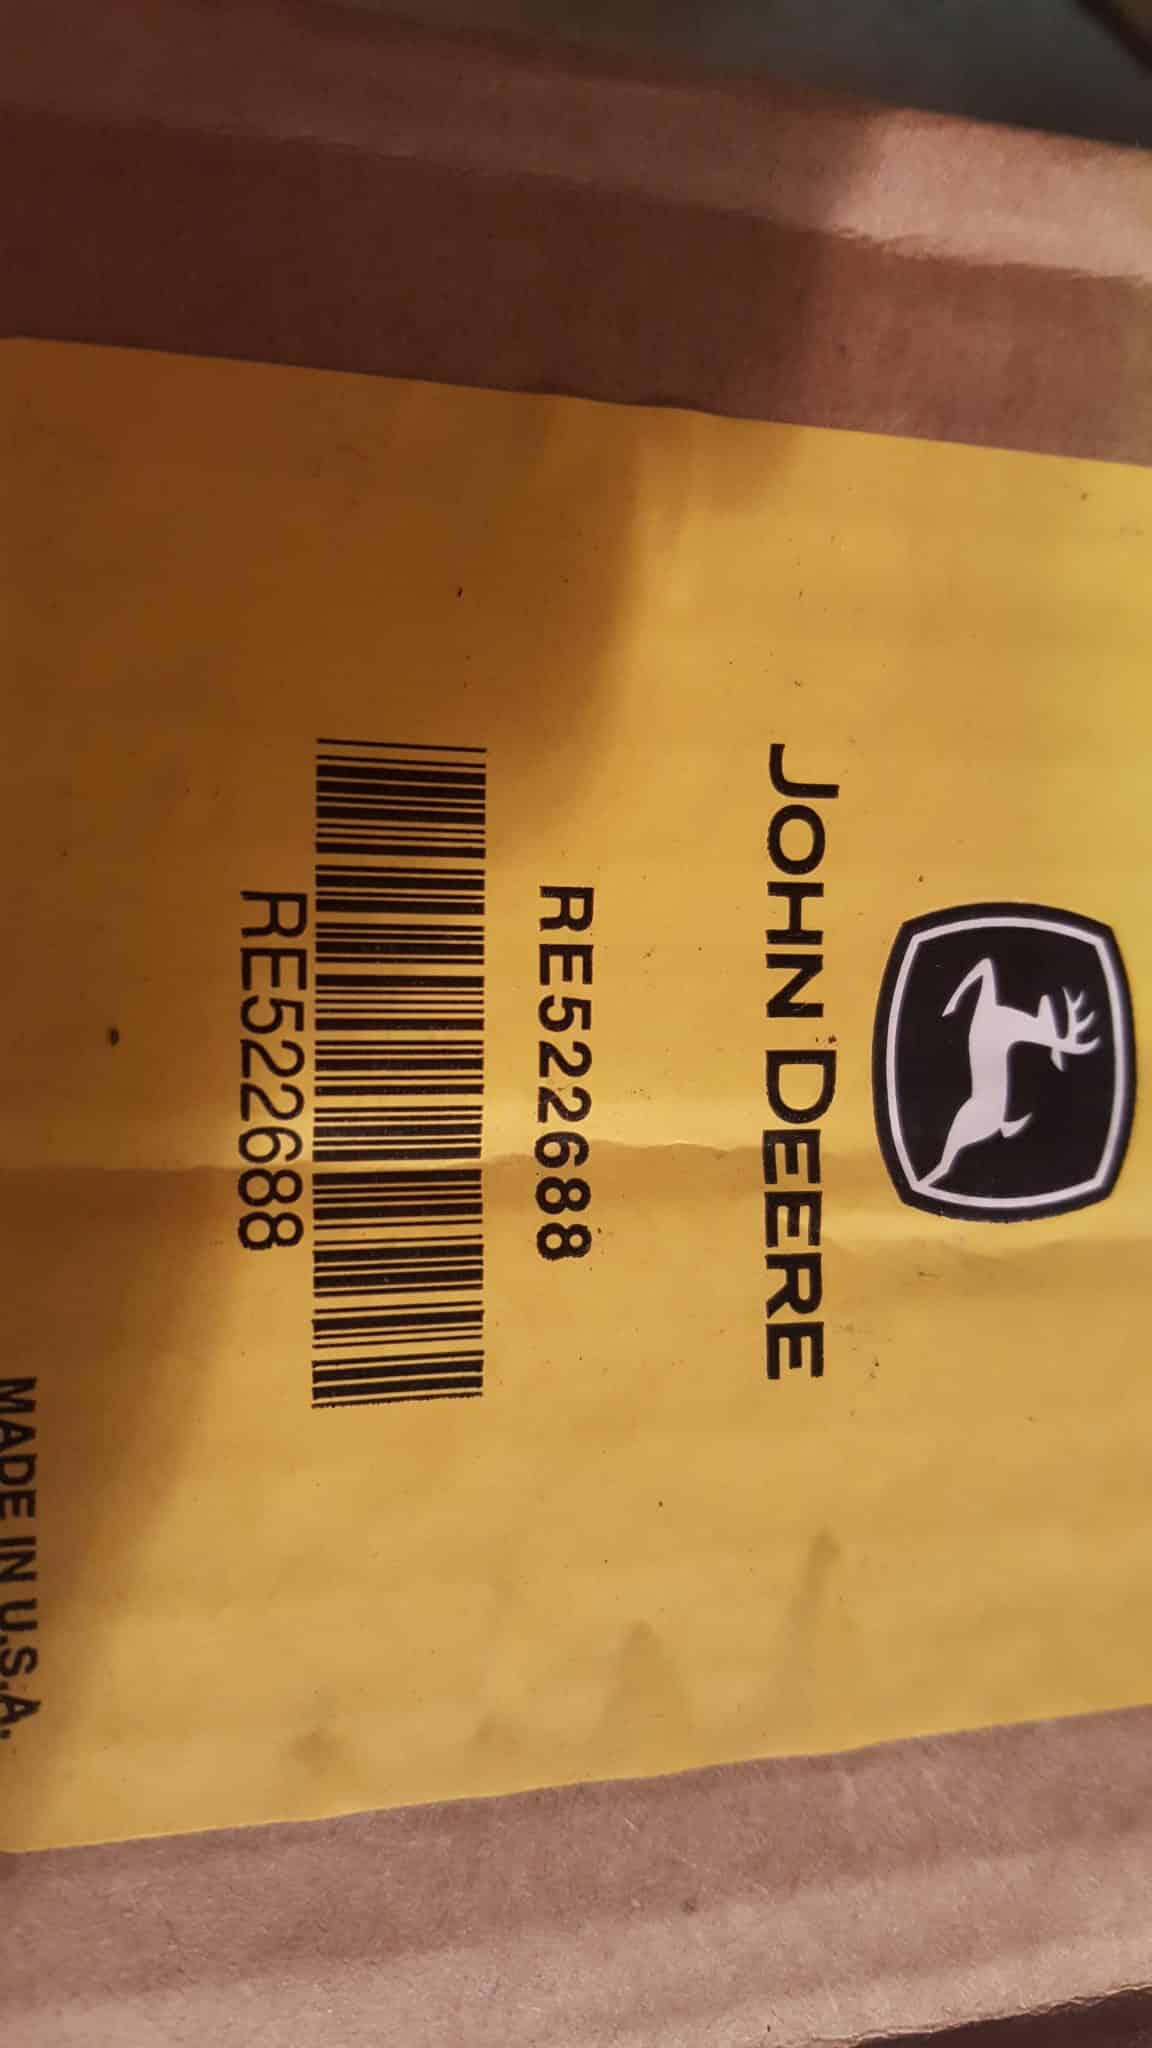 JOHN DEERE
RE522688
RE522688
MADE IN U.S.A.